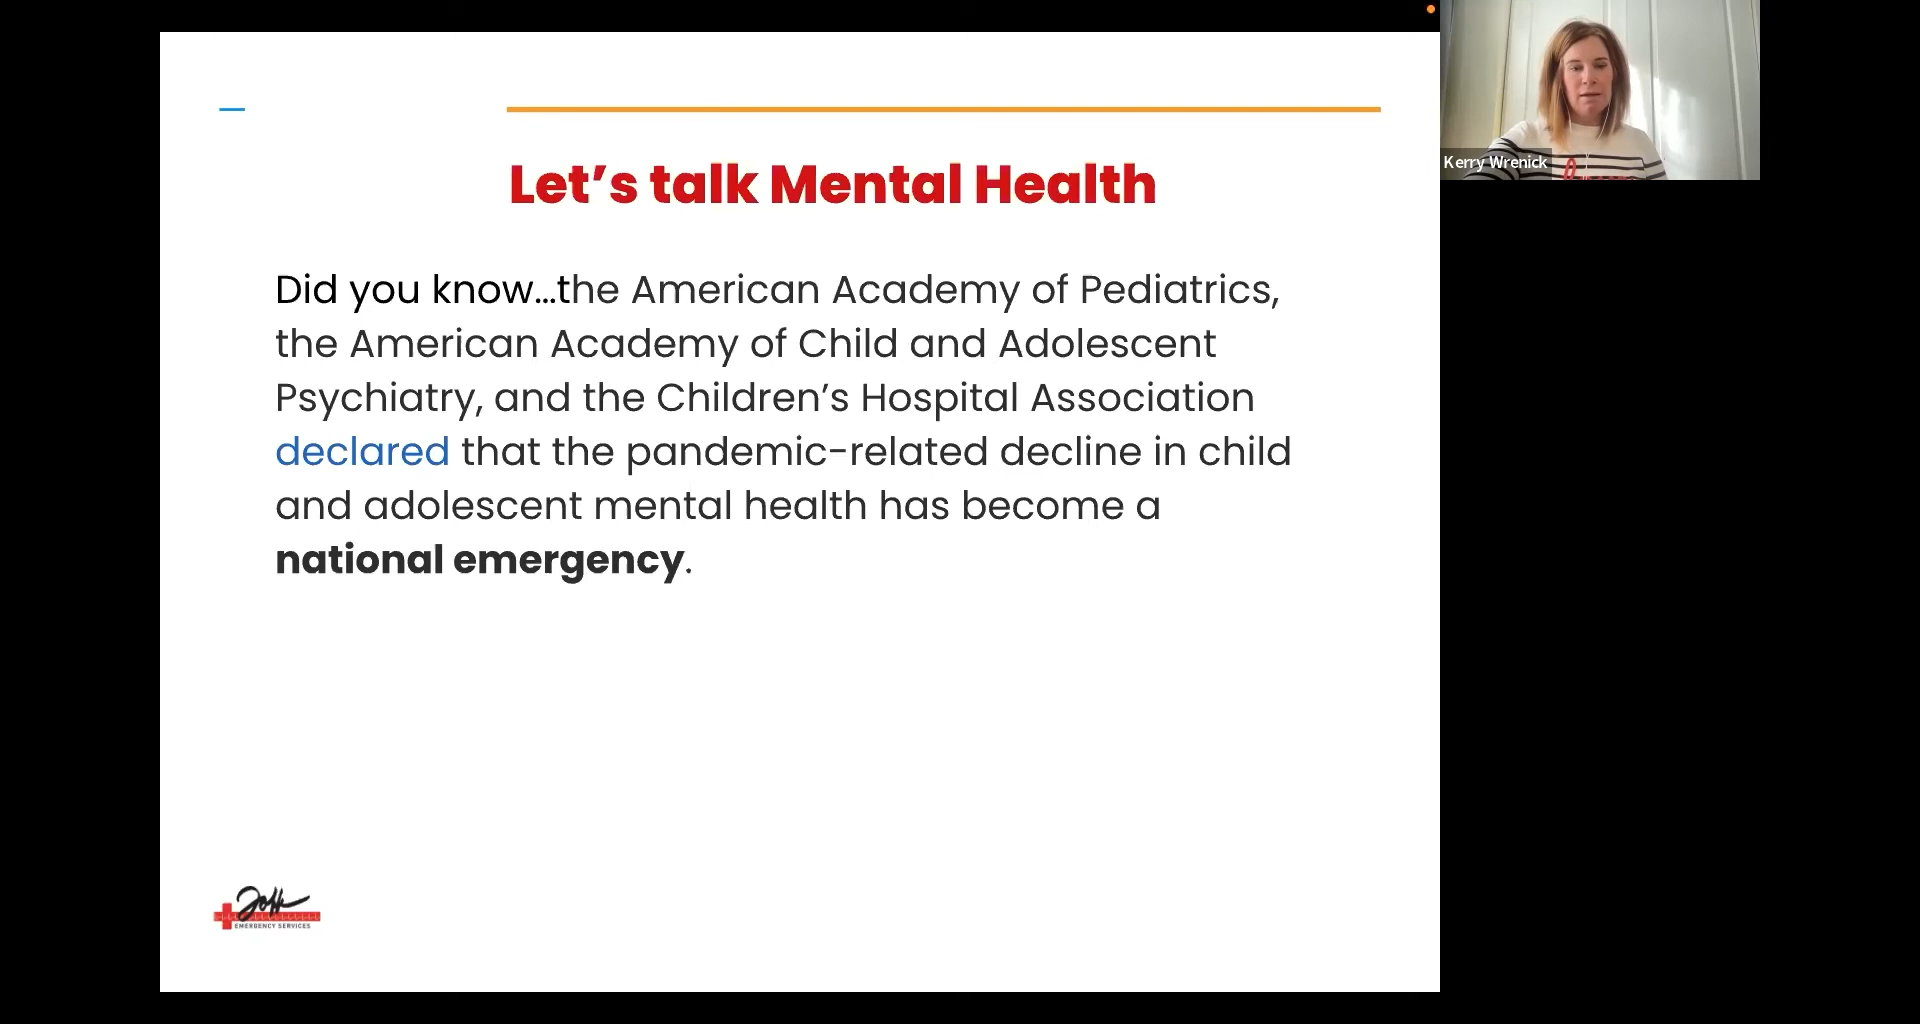 Kerry Wrenick
Let’s talk Mental Health
Did you know...the American Academy of Pediatrics,
the American Academy of Child and Adolescent
Psychiatry, and the Children’s Hospital Association
declared that the pandemic-related decline in child
and adolescent mental health has become a
national emergency.
Joffe
EMERGENCY SERVICES